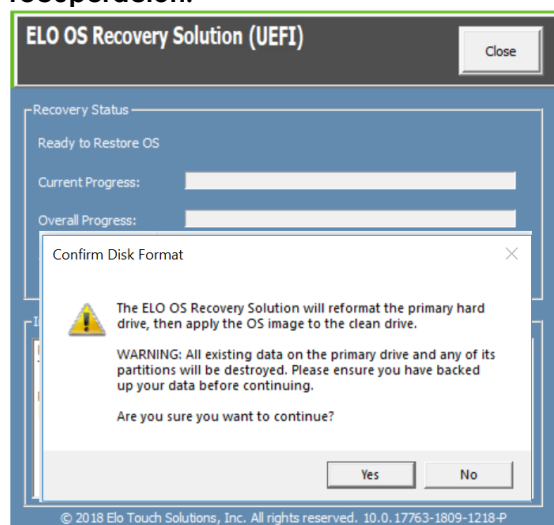 recuperación.
ELO OS Recovery Solution (UEFI)
Close
Recovery Status
Ready to Restore OS
Current Progress:
Overall Progress:
Confirm Disk Format
The ELO OS Recovery Solution will reformat the primary hard
drive, then apply the OS image to the clean drive.
WARNING: All existing data on the primary drive and any of its
partitions will be destroyed. Please ensure you have backed
up your data before continuing.
Are you sure you want to continue?
Yes
No
© 2018 Elo Touch Solutions, Inc. All rights reserved. 10.0.17763-1809-1218-P